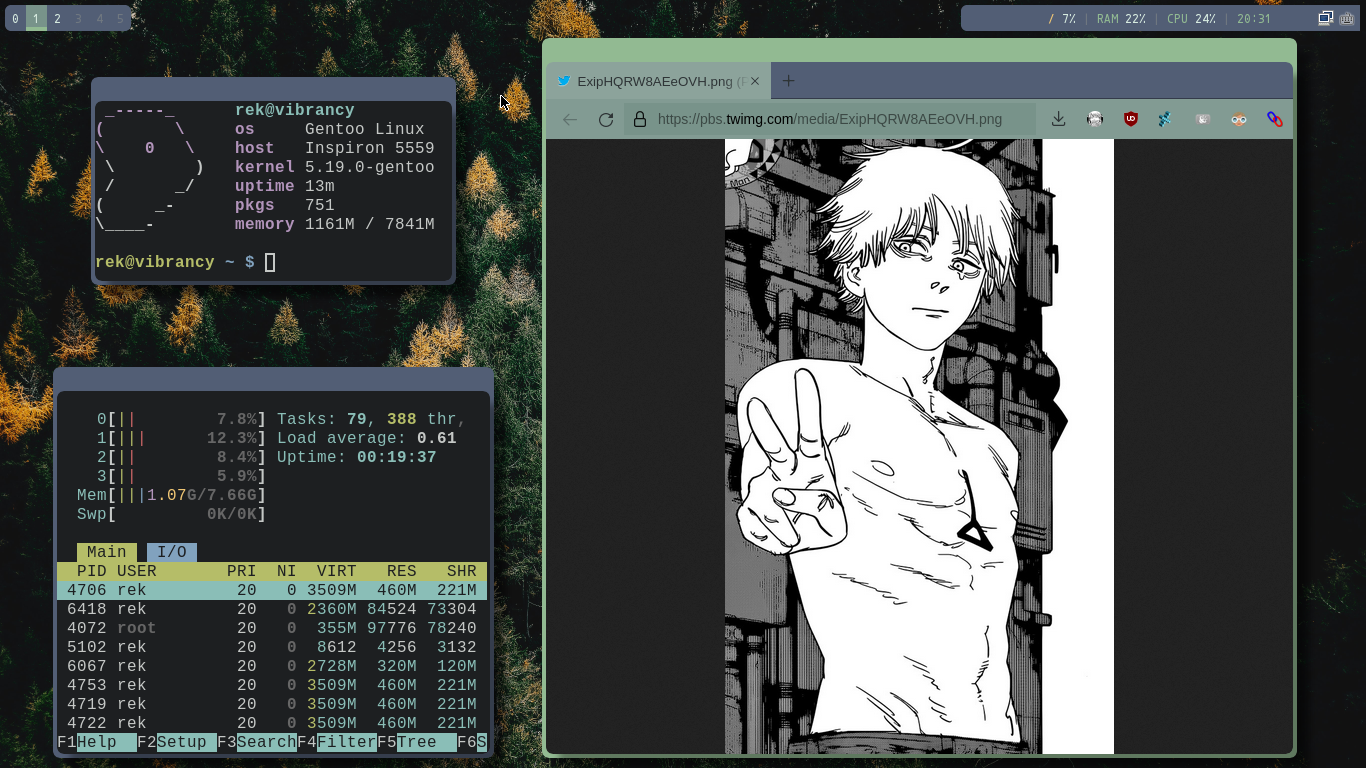 0 1 2 3 4 5
/ 7% | RAM 22% | CPU 24% | 20:31
rek@vibrancy
os Gentoo Linux
host Inspiron 5559
kernel 5.19.0-gentoo
uptime 13m
pkgs 751
memory 1161M / 7841M
rek@vibrancy ~ $
0[|| 7.8%] Tasks: 79, 388 thr,
1[||| 12.3%] Load average: 0.61
2[|| 8.4%] Uptime: 00:19:37
3[|| 5.9%]
Mem[|||1.07G/7.66G]
Swp[ 0K/0K]
Main I/O
PID USER PRI NI VIRT RES SHR
4706 rek 20 0 3509M 460M 221M
6418 rek 20 0 2360M 84524 73304
4072 root 20 0 355M 97776 78240
5102 rek 20 0 8612 4256 3132
6067 rek 20 0 2728M 320M 120M
4753 rek 20 0 3509M 460M 221M
4719 rek 20 0 3509M 460M 221M
4722 rek 20 0 3509M 460M 221M
F1Help F2Setup F3SearchF4FilterF5Tree F6S
ExipHQRW8AEeOVH.png (
https://pbs.twimg.com/media/ExipHQRW8AEeOVH.png
Man